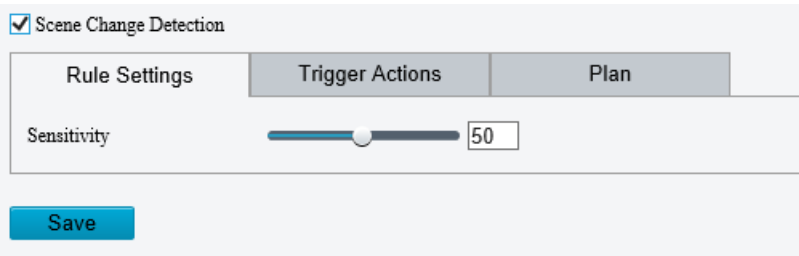 Scene Change Detection
Rule Settings Trigger Actions Plan
Sensitivity 50
Save